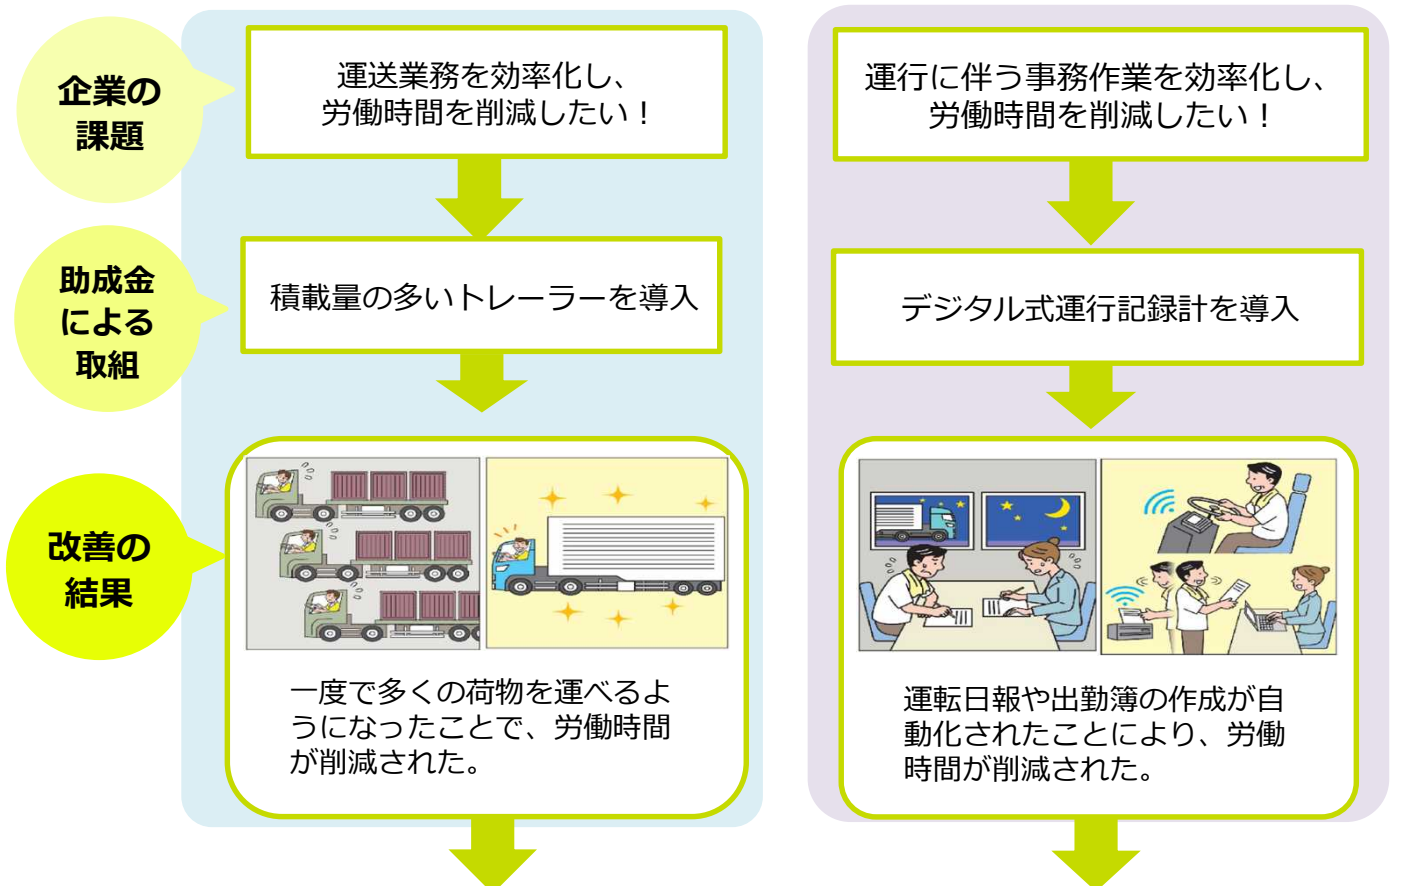 企業の
課題
運送業務を効率化し、
労働時間を削減したい！
運行に伴う事務作業を効率化し、
労働時間を削減したい！
助成金
による
取組
積載量の多いトレーラーを導入
デジタル式運行記録計を導入
改善の
結果
一度で多くの荷物を運べるよ
うになったことで、労働時間
が削減された。
運転日報や出勤簿の作成が自
動化されたことにより、労働
時間が削減された。